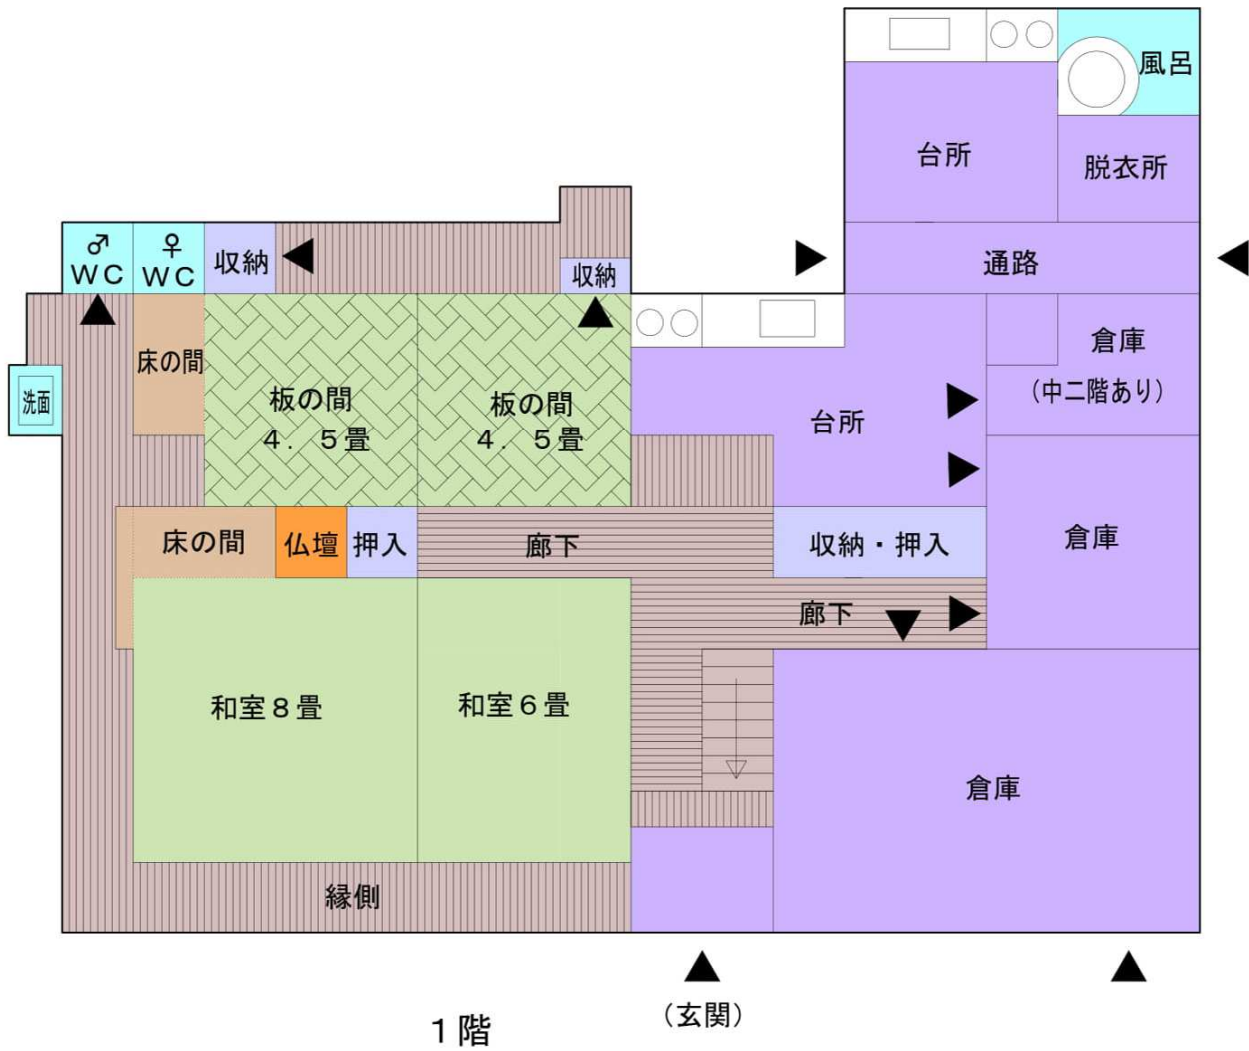 風呂
台所
脱衣所
♂
ＷＣ
♀
ＷＣ
収納
収納
通路
床の間
板の間
４．５畳
板の間
４．５畳
倉庫
（中二階あり）
洗面
台所
床の間
仏壇
押入
廊下
収納・押入
倉庫
廊下
和室８畳
和室６畳
倉庫
縁側
（玄関）
１階